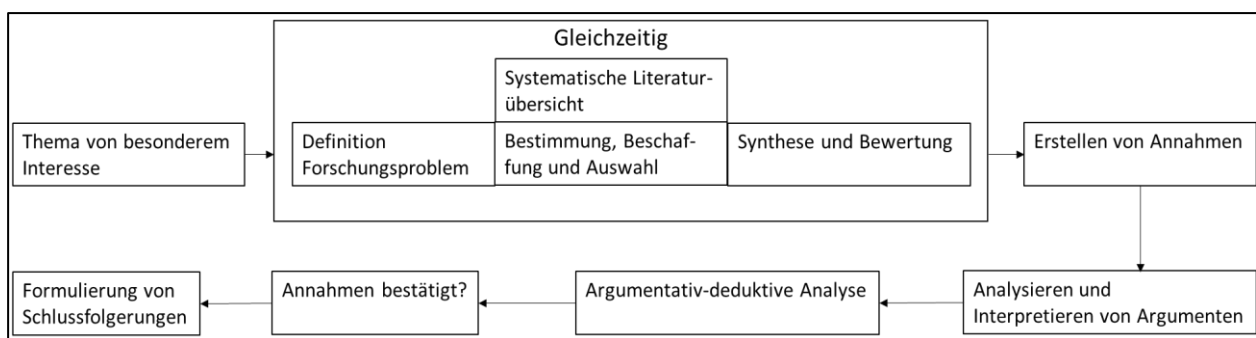 Gleichzeitig
Systematische Literatur-
übersicht
Thema von besonderem
Interesse
Definition
Forschungsproblem
Bestimmung, Beschaf-
fung und Auswahl
Synthese und Bewertung
Erstellen von Annahmen
Formulierung von
Schlussfolgerungen
Annahmen bestätigt?
Argumentativ-deduktive Analyse
Analysieren und
Interpretieren von Argumenten